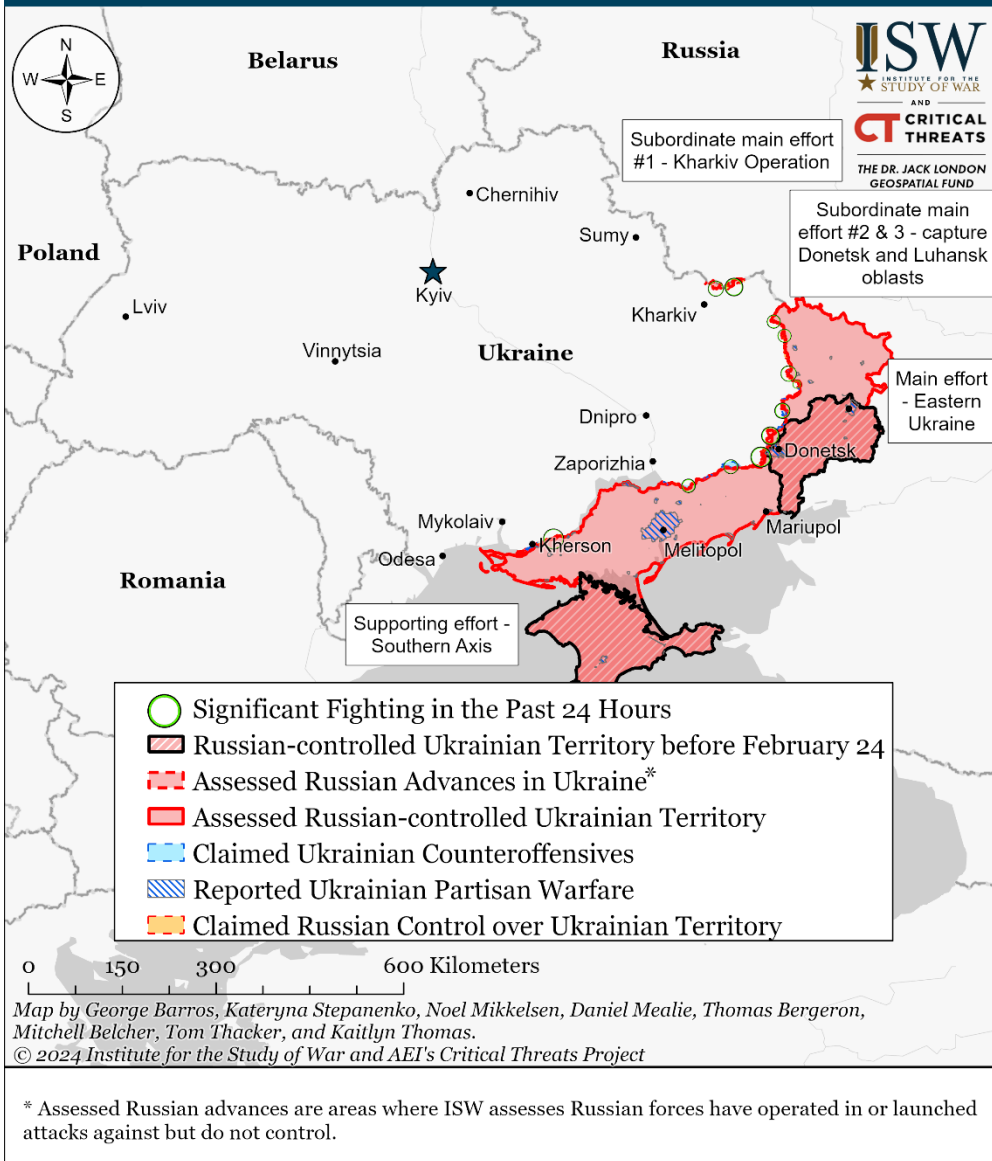 N
W E
S
Belarus
Russia
ISW
INSTITUTE FOR THE
STUDY OF WAR
AND
CT CRITICAL
THREATS
THE DR. JACK LONDON
GEOSPATIAL FUND
Subordinate main effort
#1 - Kharkiv Operation
Subordinate main
effort #2 & 3 - capture
Donetsk and Luhansk
oblasts
Chernihiv
Sumy
Poland
Kyiv
Lviv
Kharkiv
Vinnytsia
Ukraine
Main effort
- Eastern
Ukraine
Dnipro
Donetsk
Zaporizhia
Mykolaiv
Mariupol
Kherson
Melitopol
Odesa
Romania
Supporting effort -
Southern Axis
Significant Fighting in the Past 24 Hours
Russian-controlled Ukrainian Territory before February 24
Assessed Russian Advances in Ukraine*
Assessed Russian-controlled Ukrainian Territory
Claimed Ukrainian Counteroffensives
Reported Ukrainian Partisan Warfare
Claimed Russian Control over Ukrainian Territory
0 150 300 600 Kilometers
Map by George Barros, Kateryna Stepanenko, Noel Mikkelsen, Daniel Mealie, Thomas Bergeron,
Mitchell Belcher, Tom Thacker, and Kaitlyn Thomas.
© 2024 Institute for the Study of War and AEI's Critical Threats Project
* Assessed Russian advances are areas where ISW assesses Russian forces have operated in or launched
attacks against but do not control.